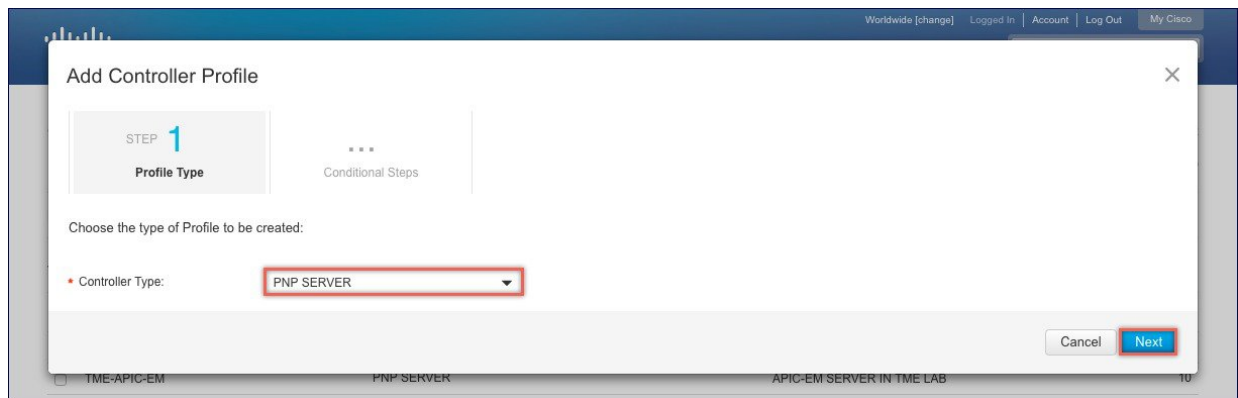 Worldwide [change] Logged In | Account | Log Out My Cisco
Add Controller Profile
STEP 1
Profile Type
...
Conditional Steps
Choose the type of Profile to be created:
* Controller Type: PNP SERVER
Cancel Next
TME-APIC-EM PNP SERVER APIC-EM SERVER IN TME LAB 10